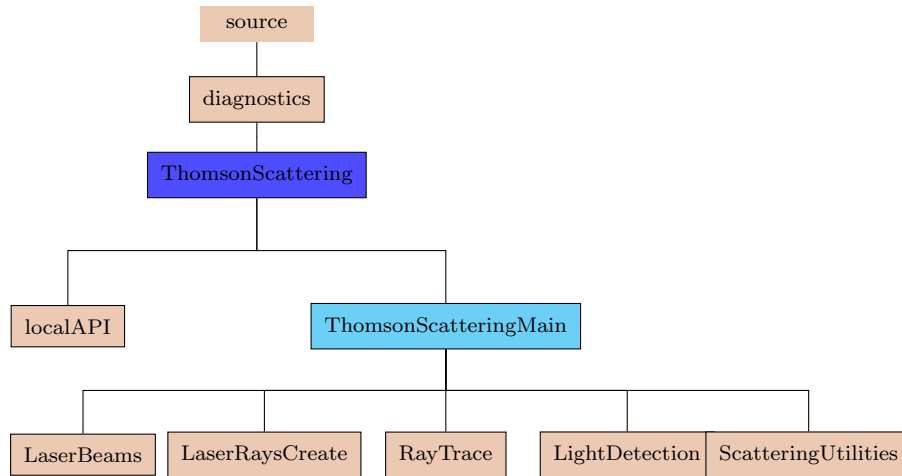 source
diagnostics
ThomsonScattering
localAPI
ThomsonScatteringMain
LaserBeams
LaserRaysCreate
RayTrace
LightDetection
ScatteringUtilities